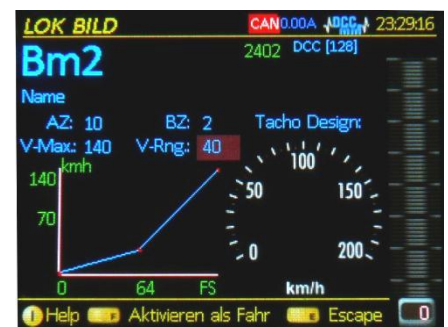 LOK BILD CAN 0.00A DCC MM 23:29:16
Bm2 2402 DCC [128]
Name
AZ: 10 BZ: 2 Tacho Design:
V-Max.: 140 V-Rng.: 40
kmh
140
70
0 64 FS
0 50 100 150 200
km/h
Help F Aktivieren als Fahr E Escape 0